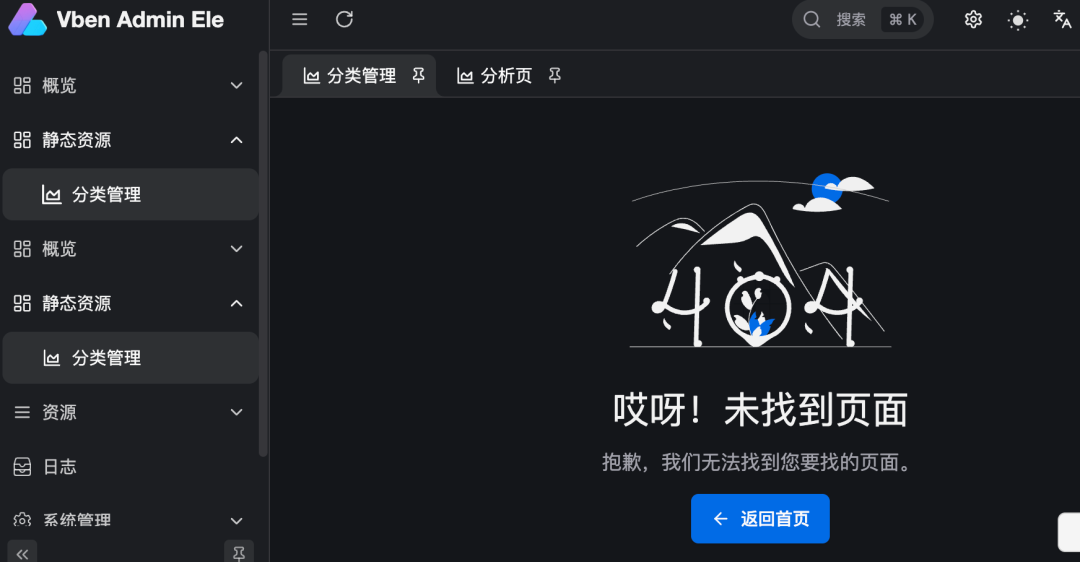 Vben Admin Ele
搜索
⌘ K
分类管理
分析页
概览
静态资源
分类管理
概览
静态资源
分类管理
资源
日志
系统管理
404
哎呀！未找到页面
抱歉，我们无法找到您要找的页面。
返回首页